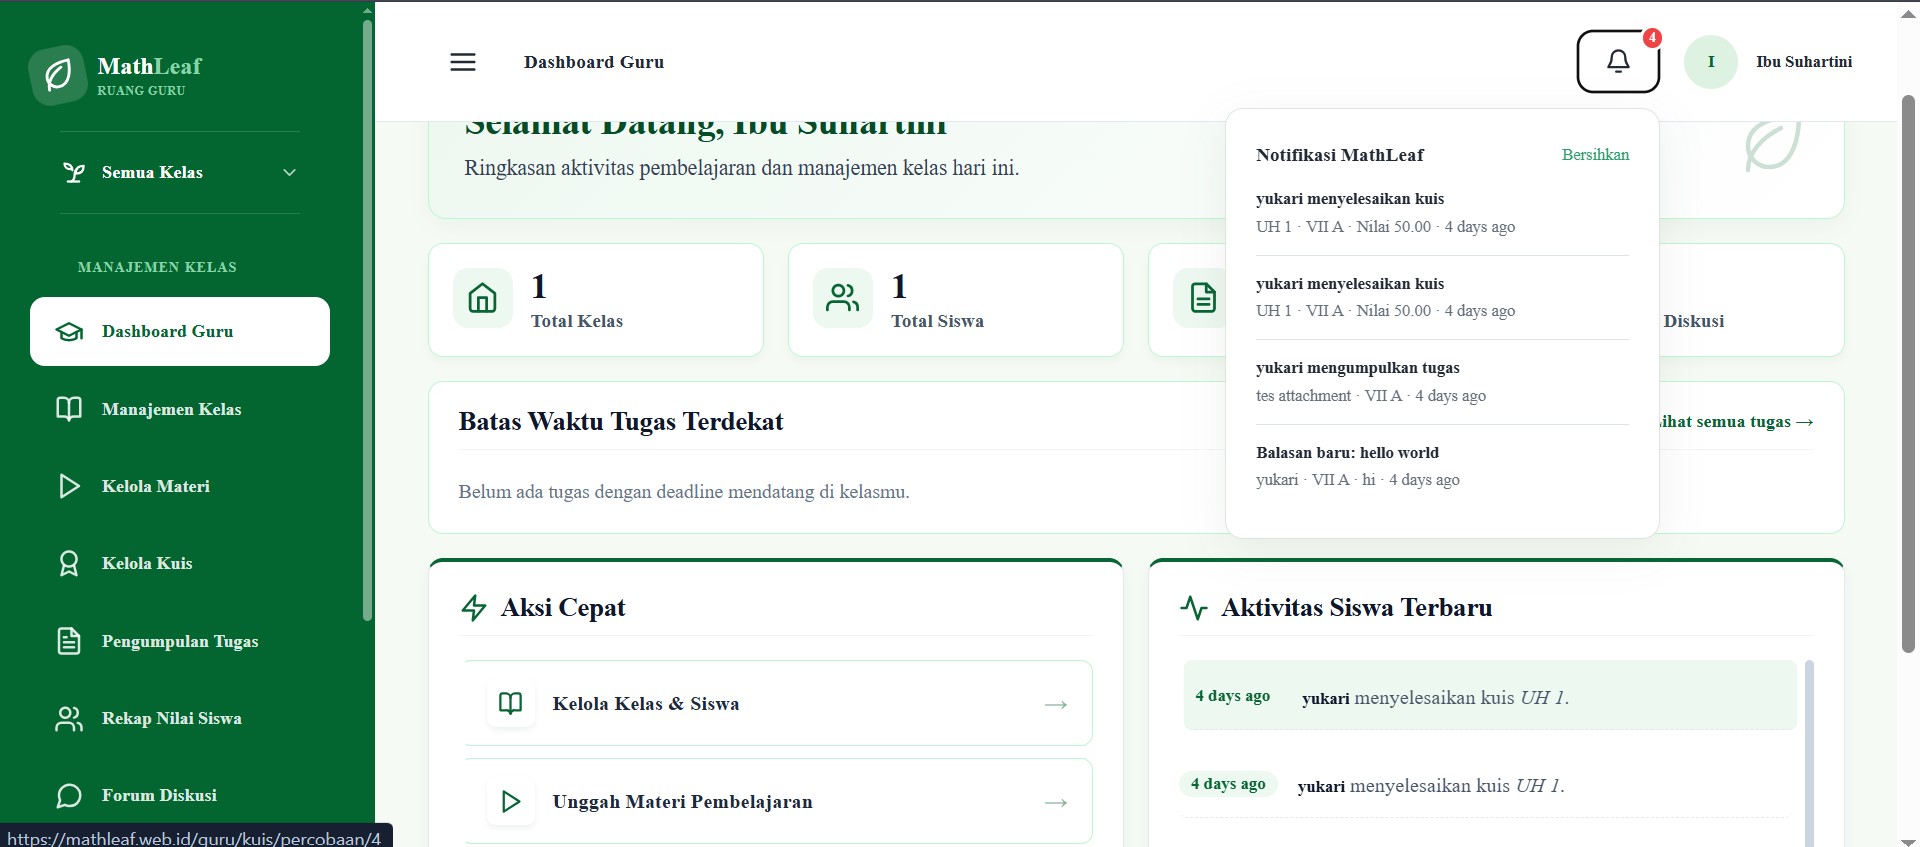 MathLeaf
RUANG GURU
Semua Kelas
MANAJEMEN KELAS
Dashboard Guru
Manajemen Kelas
Kelola Materi
Kelola Kuis
Pengumpulan Tugas
Rekap Nilai Siswa
Forum Diskusi
https://mathleaf.web.id/guru/kuis/percobaan/4
Dashboard Guru
4
I
Ibu Suhartini
Selamat Datang, Ibu Suhartini
Ringkasan aktivitas pembelajaran dan manajemen kelas hari ini.
1
Total Kelas
1
Total Siswa
Diskusi
Notifikasi MathLeaf
Bersihkan
yukari menyelesaikan kuis
UH 1 · VII A · Nilai 50.00 · 4 days ago
yukari menyelesaikan kuis
UH 1 · VII A · Nilai 50.00 · 4 days ago
yukari mengumpulkan tugas
tes attachment · VII A · 4 days ago
Balasan baru: hello world
yukari · VII A · hi · 4 days ago
Batas Waktu Tugas Terdekat
Lihat semua tugas →
Belum ada tugas dengan deadline mendatang di kelasmu.
Aksi Cepat
Kelola Kelas & Siswa →
Unggah Materi Pembelajaran →
Aktivitas Siswa Terbaru
4 days ago yukari menyelesaikan kuis UH 1.
4 days ago yukari menyelesaikan kuis UH 1.